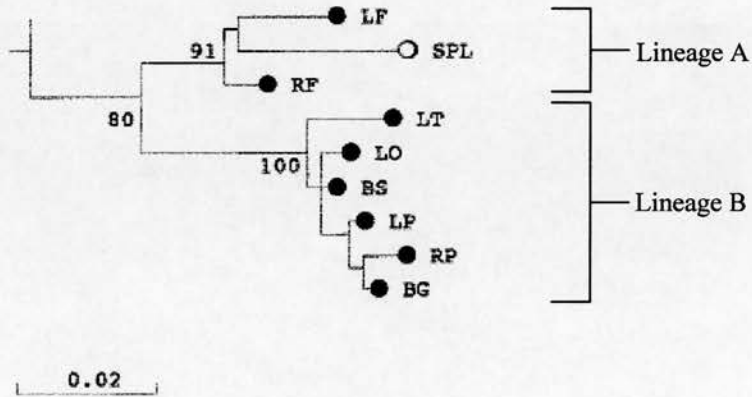 LF
91
SPL
Lineage A
RF
80
LT
100
LO
BS
Lineage B
LP
RP
BG
0.02